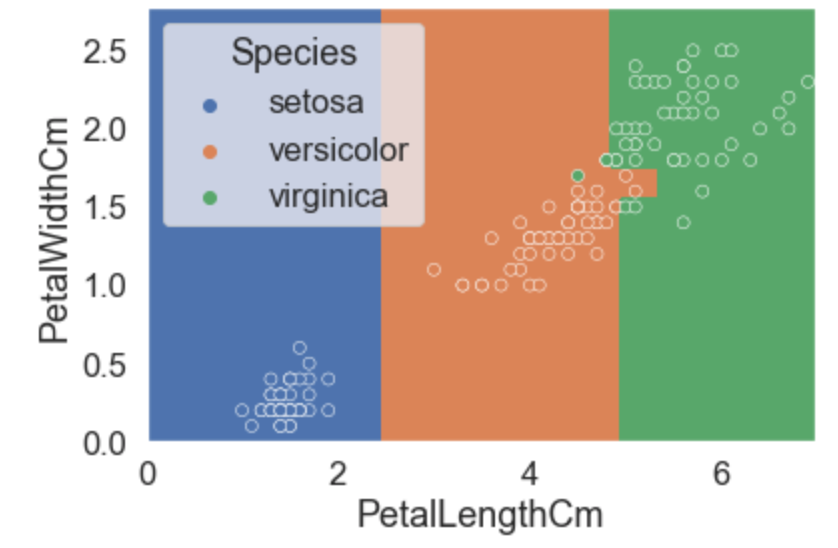 Species
setosa
versicolor
virginica
PetalWidthCm
2.5
2.0
1.5
1.0
0.5
0.0
0 2 4 6
PetalLengthCm